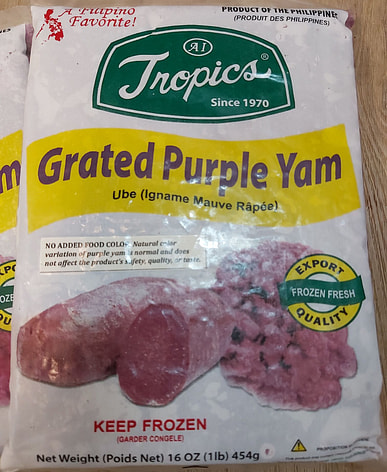 A Filipino
Favorite!
PRODUCT OF THE PHILIPPINE
(PRODUIT DES PHILIPPINES)
AI
Tropics®
Since 1970
Grated Purple Yam
Ube (Igname Mauve Râpée)
NO ADDED FOOD COLOR Natural color
variation of purple yam is normal and does
not affect the product's safety, quality, or taste.
EXPORT
FROZEN FRESH
QUALITY
KEEP FROZEN
(GARDER CONGELE)
Net Weight (Poids Net) 16 OZ (1lb) 454g
m